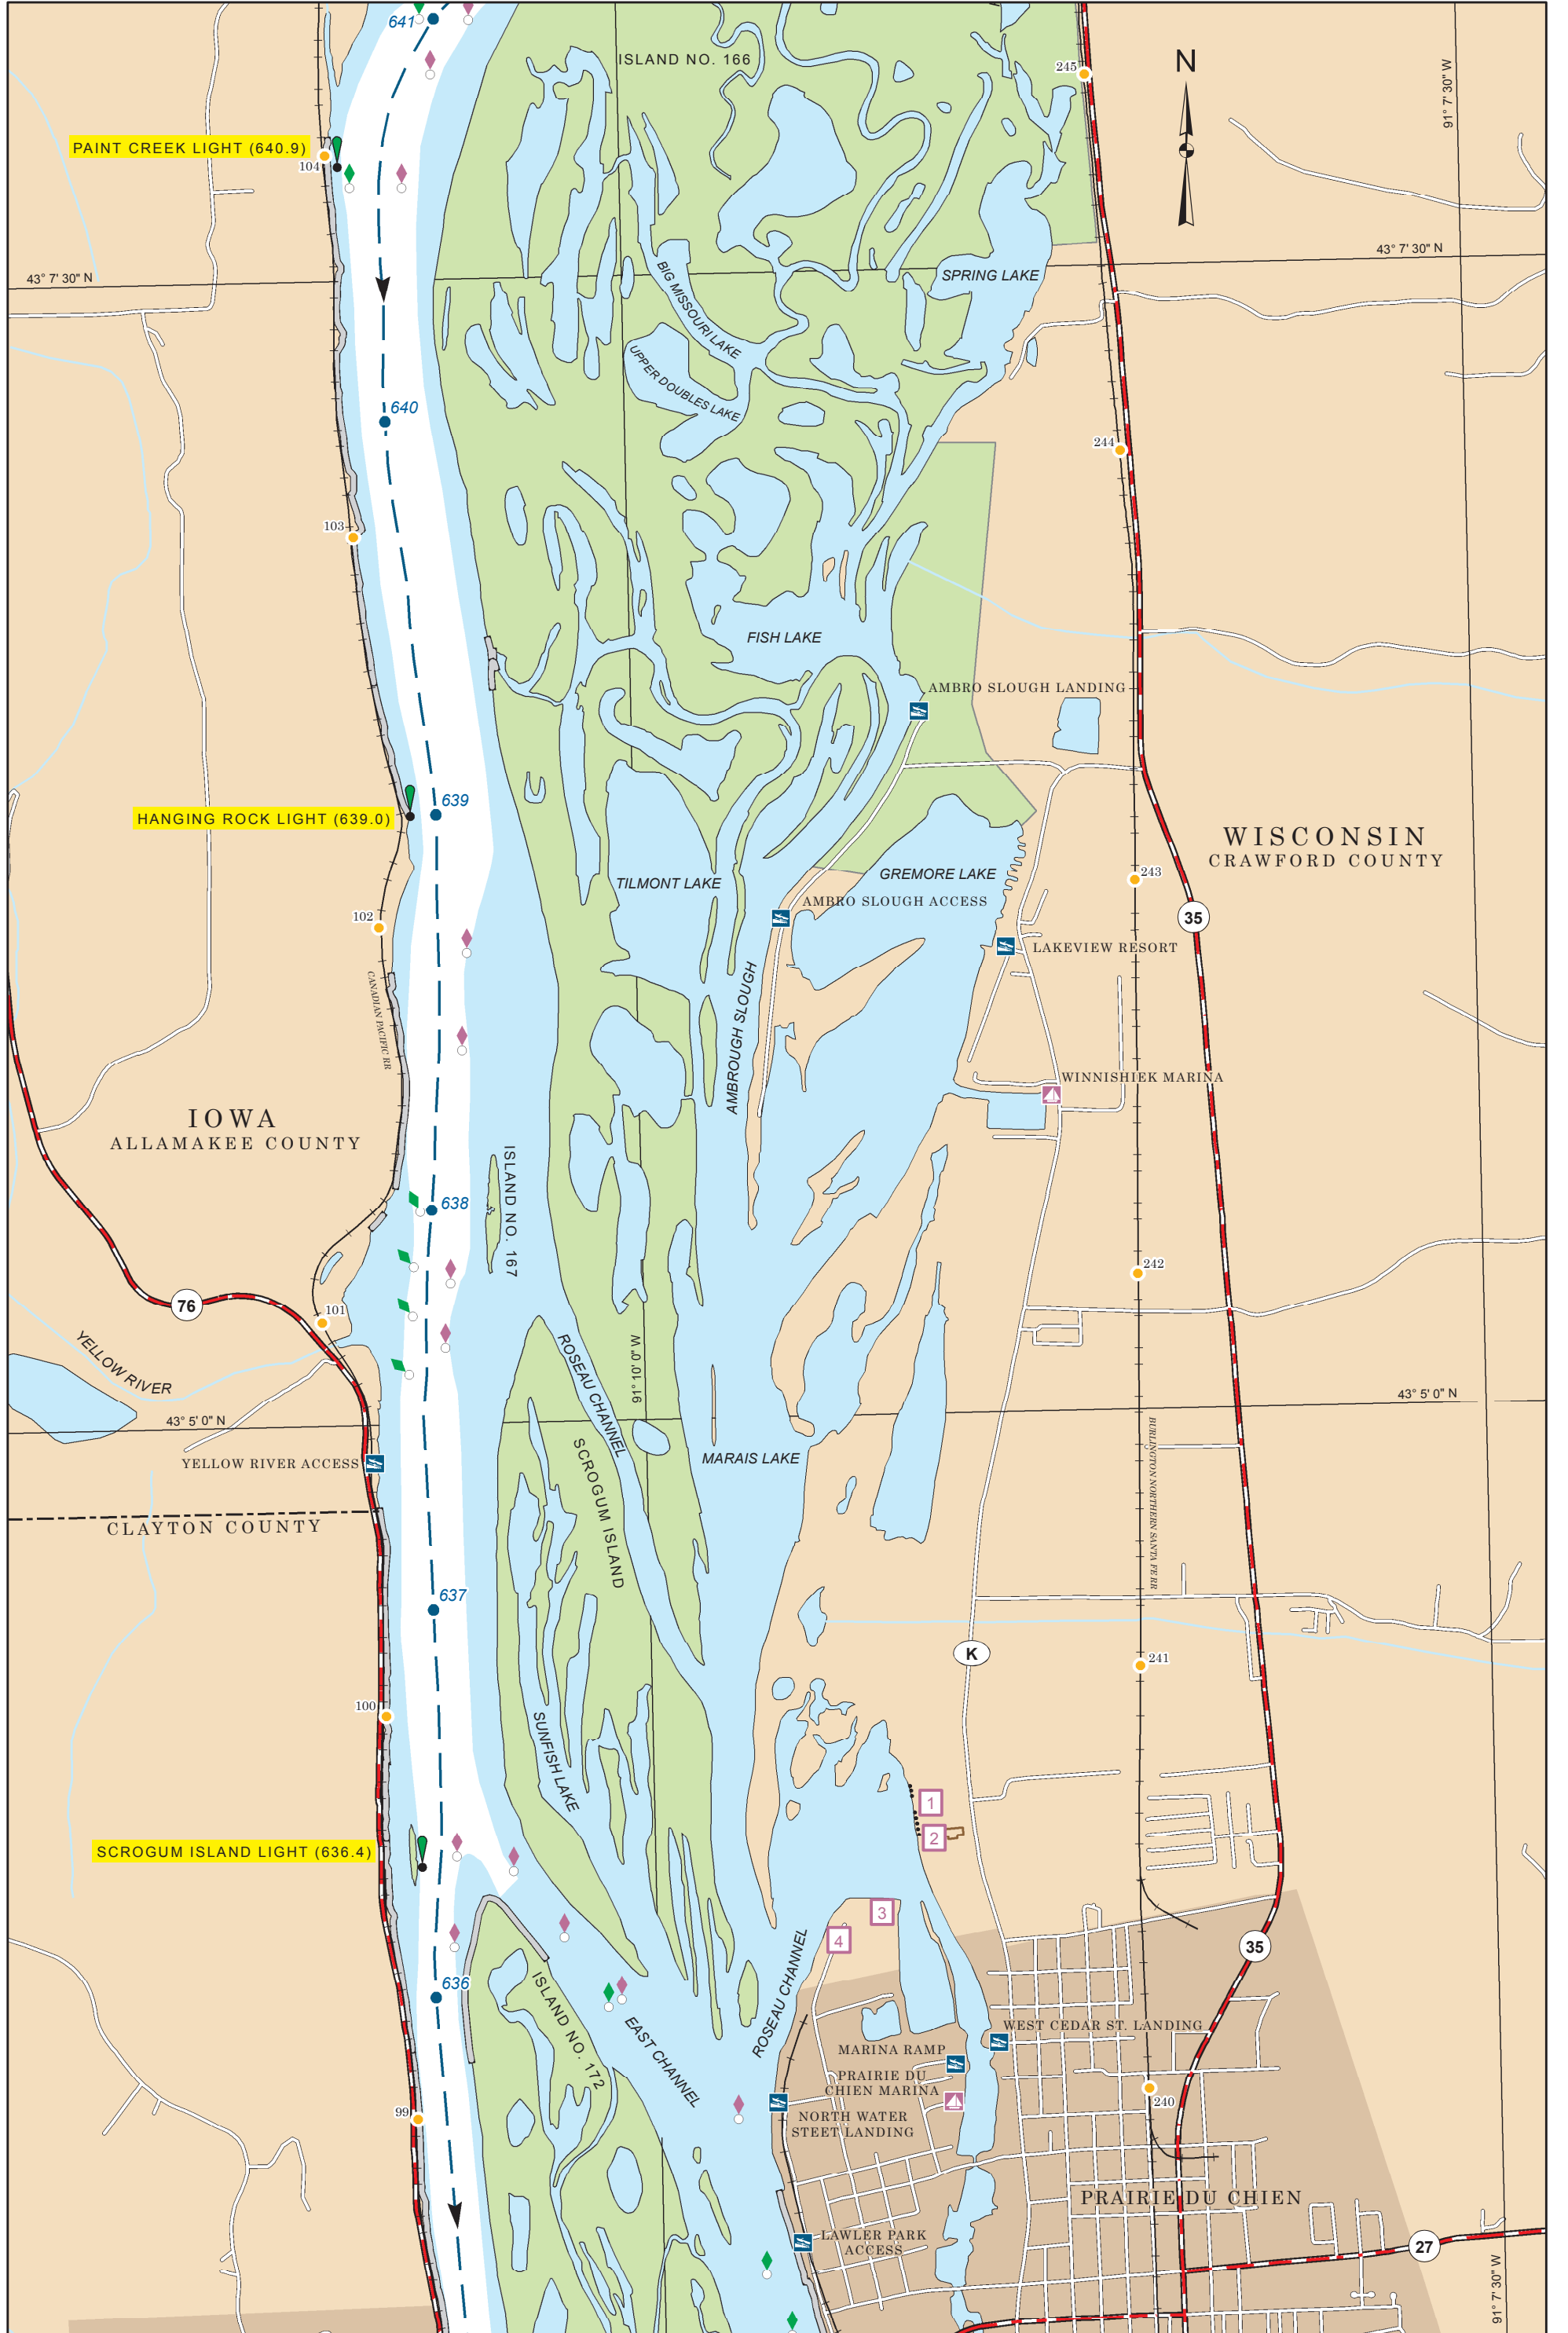 641
ISLAND NO. 166
245
N
91° 7' 30" W
PAINT CREEK LIGHT (640.9)
104
43° 7' 30" N
43° 7' 30" N
SPRING LAKE
BIG MISSOURI LAKE
UPPER DOUBLES LAKE
640
244
103
FISH LAKE
AMBRO SLOUGH LANDING
639
HANGING ROCK LIGHT (639.0)
WISCONSIN
CRAWFORD COUNTY
GREMORE LAKE
243
TILMONT LAKE
AMBRO SLOUGH ACCESS
102
35
LAKEVIEW RESORT
CANADIAN PACIFIC RR
AMBROUGH SLOUGH
WINNISHIEK MARINA
IOWA
ALLAMAKEE COUNTY
ISLAND NO. 167
638
242
76
101
YELLOW RIVER
ROSEAU CHANNEL
91° 10' 0" W
43° 5' 0" N
43° 5' 0" N
YELLOW RIVER ACCESS
MARAIS LAKE
SCROGUM ISLAND
BURLINGTON NORTHERN SANTA FE RR
CLAYTON COUNTY
637
K
241
100
SUNFISH LAKE
1
2
SCROGUM ISLAND LIGHT (636.4)
3
4
35
636
ISLAND NO. 172
EAST CHANNEL
ROSEAU CHANNEL
WEST CEDAR ST. LANDING
MARINA RAMP
PRAIRIE DU
CHIEN MARINA
240
99
NORTH WATER
STEET LANDING
PRAIRIE DU CHIEN
LAWLER PARK
ACCESS
27
91° 7' 30" W